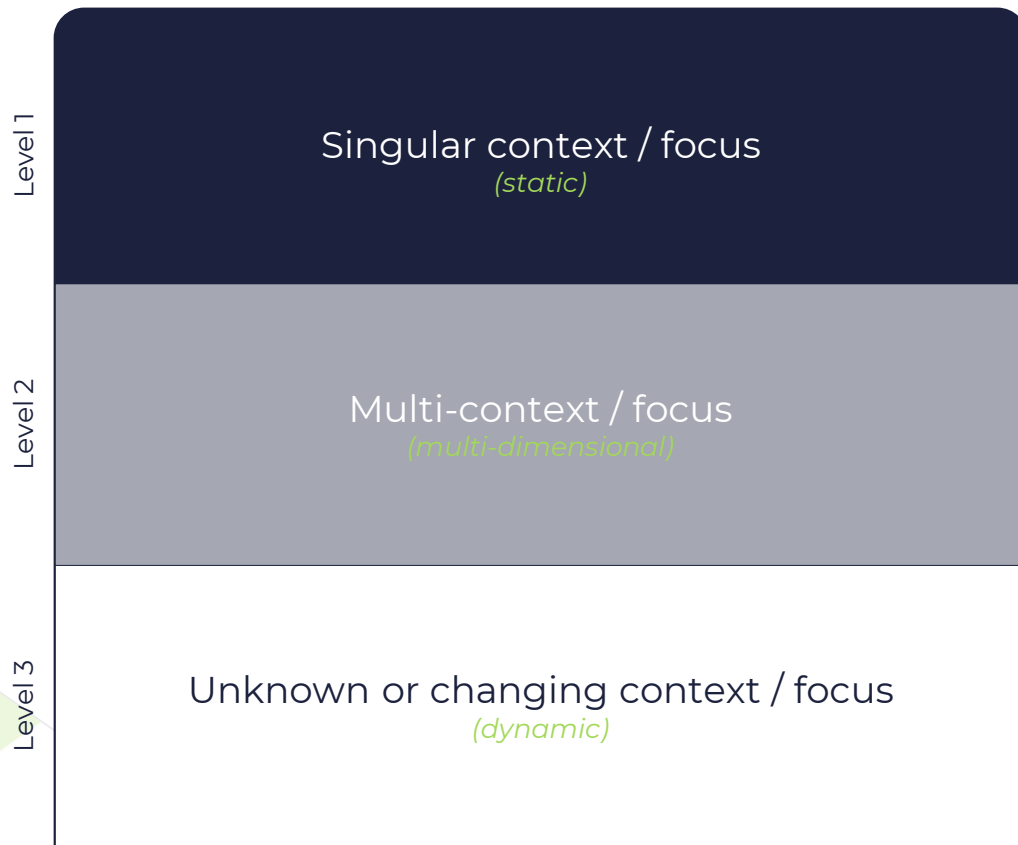 Level 1
Singular context / focus
(static)
Level 2
Multi-context / focus
(multi-dimensional)
Level 3
Unknown or changing context / focus
(dynamic)